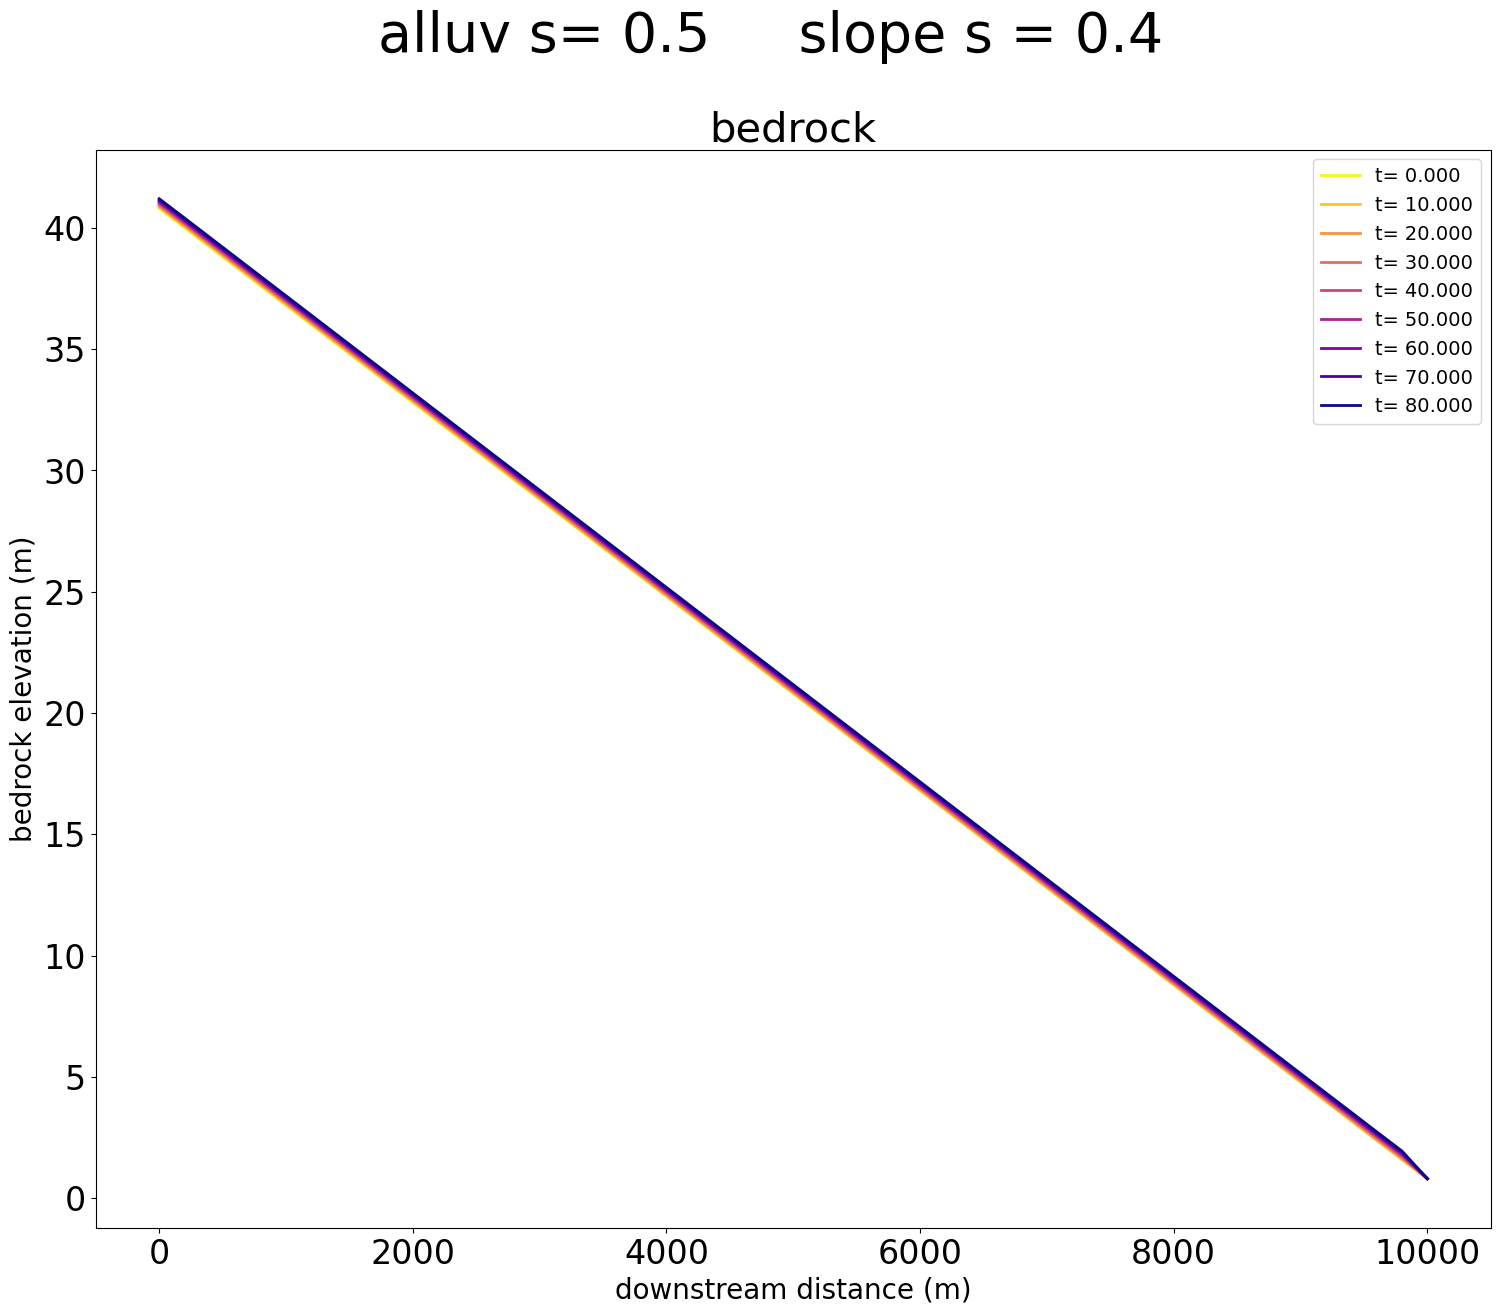 alluv s= 0.5 slope s = 0.4
bedrock
t= 0.000
t= 10.000
t= 20.000
t= 30.000
t= 40.000
t= 50.000
t= 60.000
t= 70.000
t= 80.000
40
35
30
25
20
15
10
5
0
bedrock elevation (m)
0 2000 4000 6000 8000 10000
downstream distance (m)